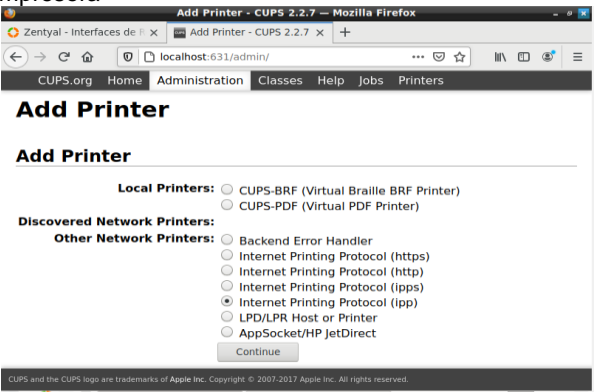 Add Printer - CUPS 2.2.7 — Mozilla Firefox
Zentyal - Interfaces de R Add Printer - CUPS 2.2.7
localhost:631/admin/
CUPS.org Home Administration Classes Help Jobs Printers
Add Printer
Add Printer
Local Printers: CUPS-BRF (Virtual Braille BRF Printer)
CUPS-PDF (Virtual PDF Printer)
Discovered Network Printers:
Other Network Printers: Backend Error Handler
Internet Printing Protocol (https)
Internet Printing Protocol (http)
Internet Printing Protocol (ipps)
Internet Printing Protocol (ipp)
LPD/LPR Host or Printer
AppSocket/HP JetDirect
Continue
CUPS and the CUPS logo are trademarks of Apple Inc. Copyright © 2007-2017 Apple Inc. All rights reserved.